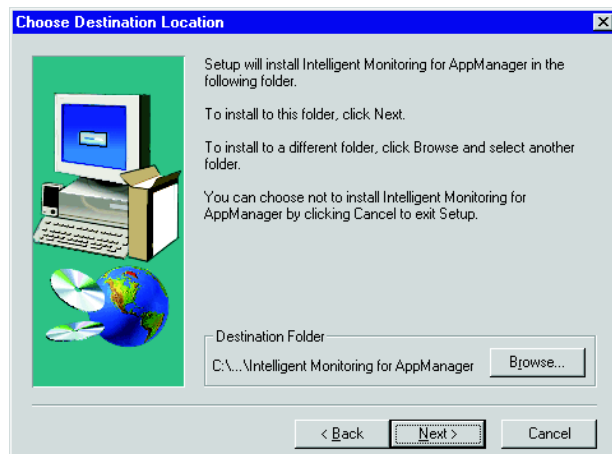 Choose Destination Location
Setup will install Intelligent Monitoring for AppManager in the
following folder.
To install to this folder, click Next.
To install to a different folder, click Browse and select another
folder.
You can choose not to install Intelligent Monitoring for
AppManager by clicking Cancel to exit Setup.
Destination Folder
C:\...\Intelligent Monitoring for AppManager
Browse...
< Back
Next >
Cancel